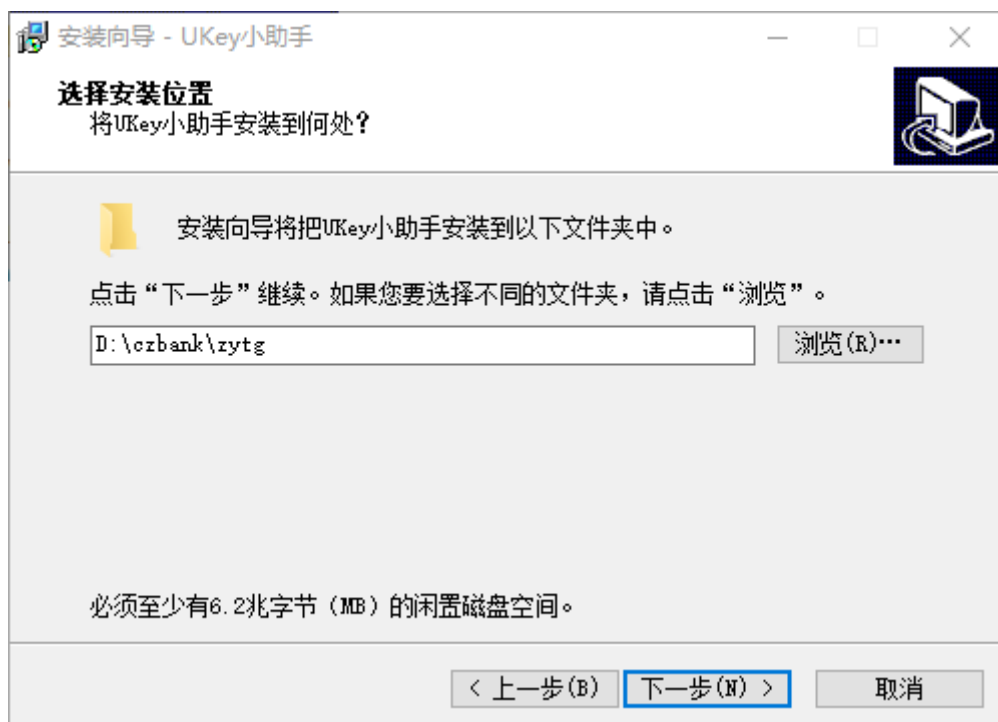 安装向导 - UKey小助手
选择安装位置
将UKey小助手安装到何处?
安装向导将把UKey小助手安装到以下文件夹中。
点击“下一步”继续。如果您要选择不同的文件夹，请点击“浏览”。
D:\czbank\zytg
浏览(R)…
必须至少有6.2兆字节（MB）的闲置磁盘空间。
< 上一步(B)
下一步(N) >
取消